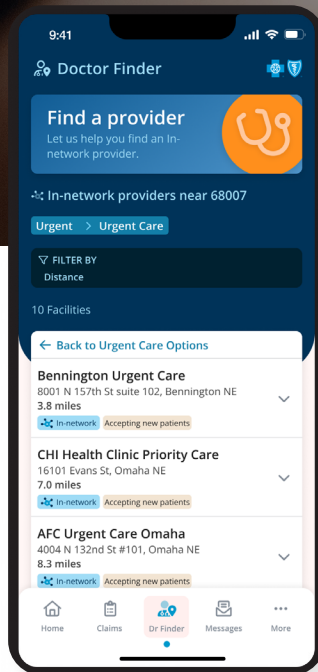 9:41
Doctor Finder
Find a provider
Let us help you find an In-
network provider.
In-network providers near 68007
Urgent > Urgent Care
FILTER BY
Distance
10 Facilities
← Back to Urgent Care Options
Bennington Urgent Care
8001 N 157th St suite 102, Bennington NE
3.8 miles
In-network Accepting new patients
CHI Health Clinic Priority Care
16101 Evans St, Omaha NE
7.0 miles
In-network Accepting new patients
AFC Urgent Care Omaha
4004 N 132nd St #101, Omaha NE
8.3 miles
In-network Accepting new patients
Home Claims Dr Finder Messages More